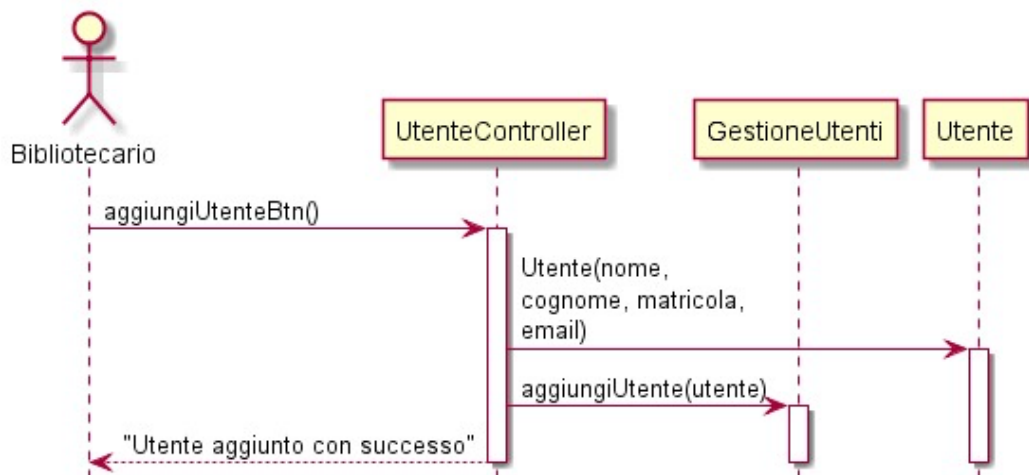 Bibliotecario
UtenteController
GestioneUtenti
Utente
aggiungiUtenteBtn()
Utente(nome,
cognome, matricola,
email)
aggiungiUtente(utente)
"Utente aggiunto con successo"